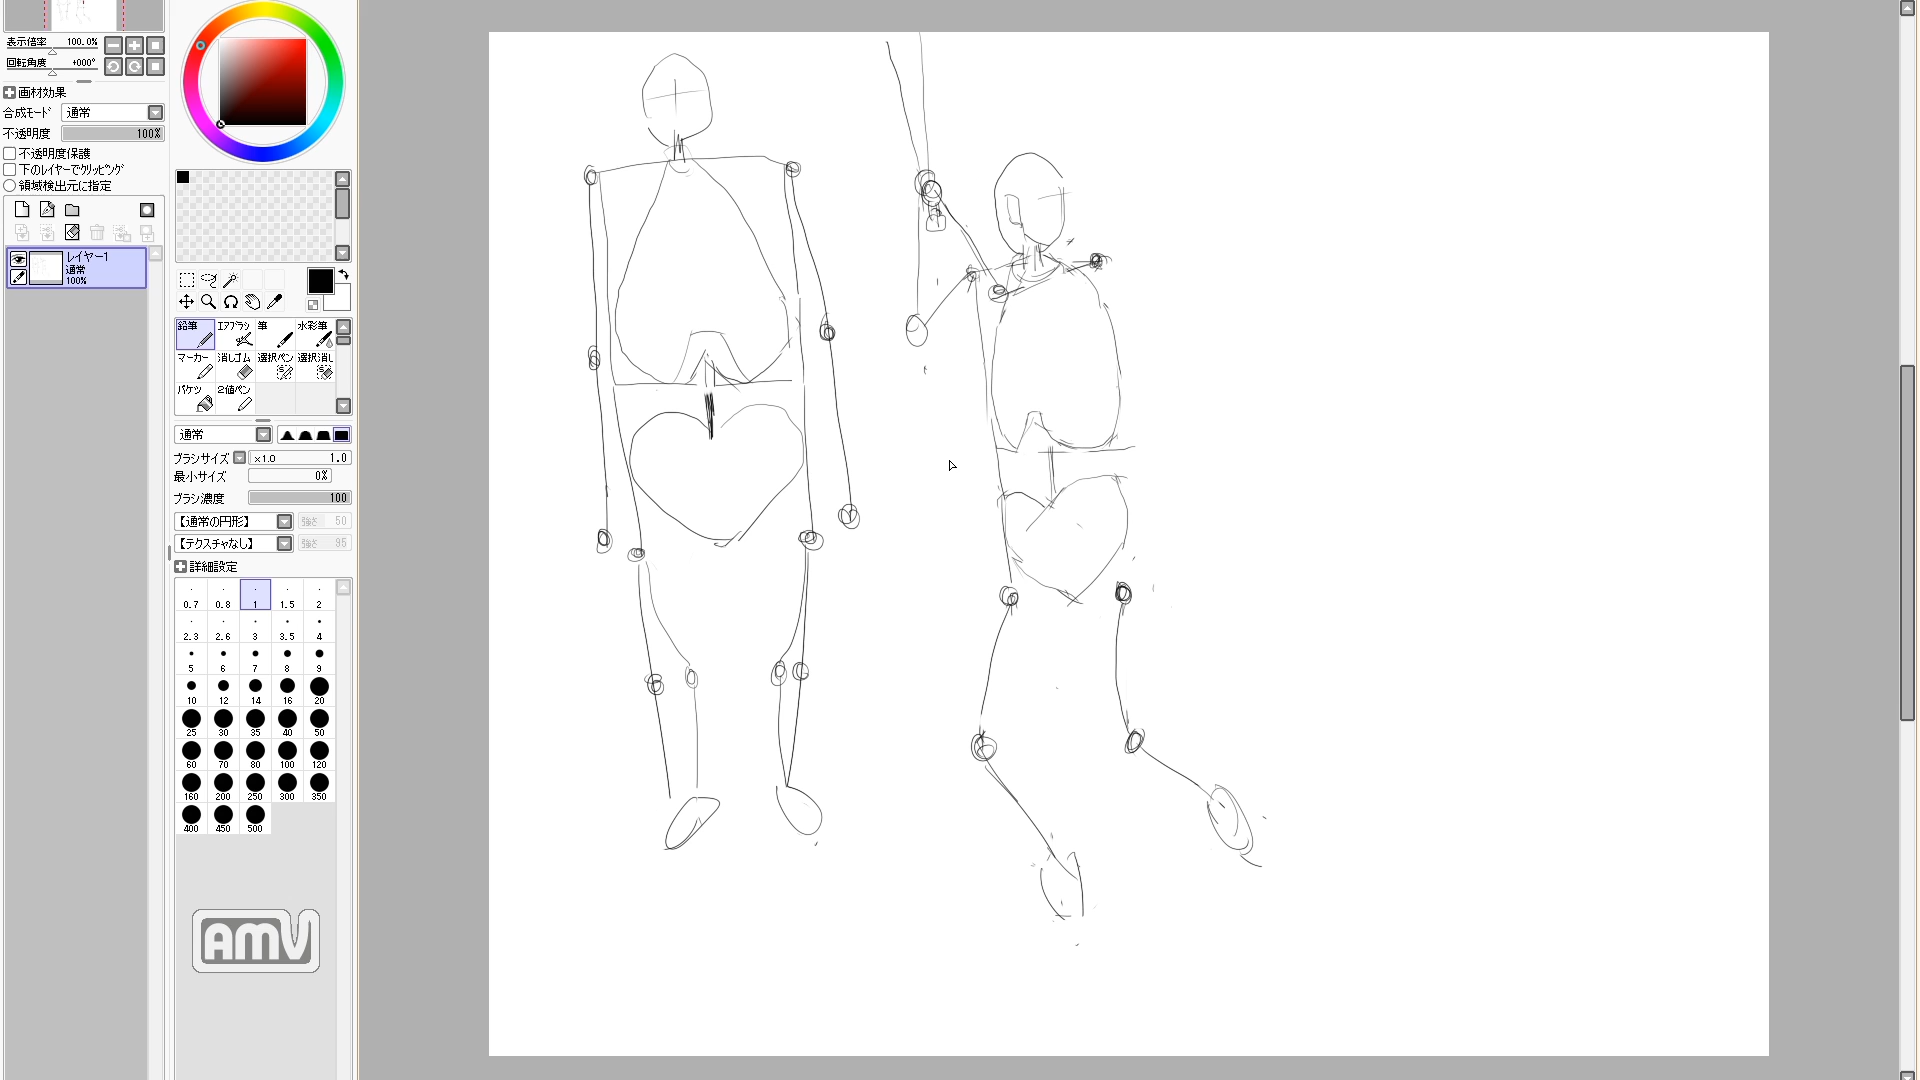 表示倍率 100.0%
回転角度 +000°
画材効果
合成モード 通常
不透明度 100%
不透明度保護
下のレイヤーでクリッピング
領域検出元に指定
レイヤー1
通常
100%
鉛筆 エアブラシ 筆 水彩筆
マーカー 消しゴム 選択ペン 選択消し
バケツ 2値ペン
通常
ブラシサイズ x1.0 1.0
最小サイズ 0%
ブラシ濃度 100
【通常の円形】 強さ 50
【テクスチャなし】 強さ 95
詳細設定
0.7 0.8 1 1.5 2
2.3 2.6 3 3.5 4
5 6 7 8 9
10 12 14 16 20
25 30 35 40 50
60 70 80 100 120
160 200 250 300 350
400 450 500
AMV